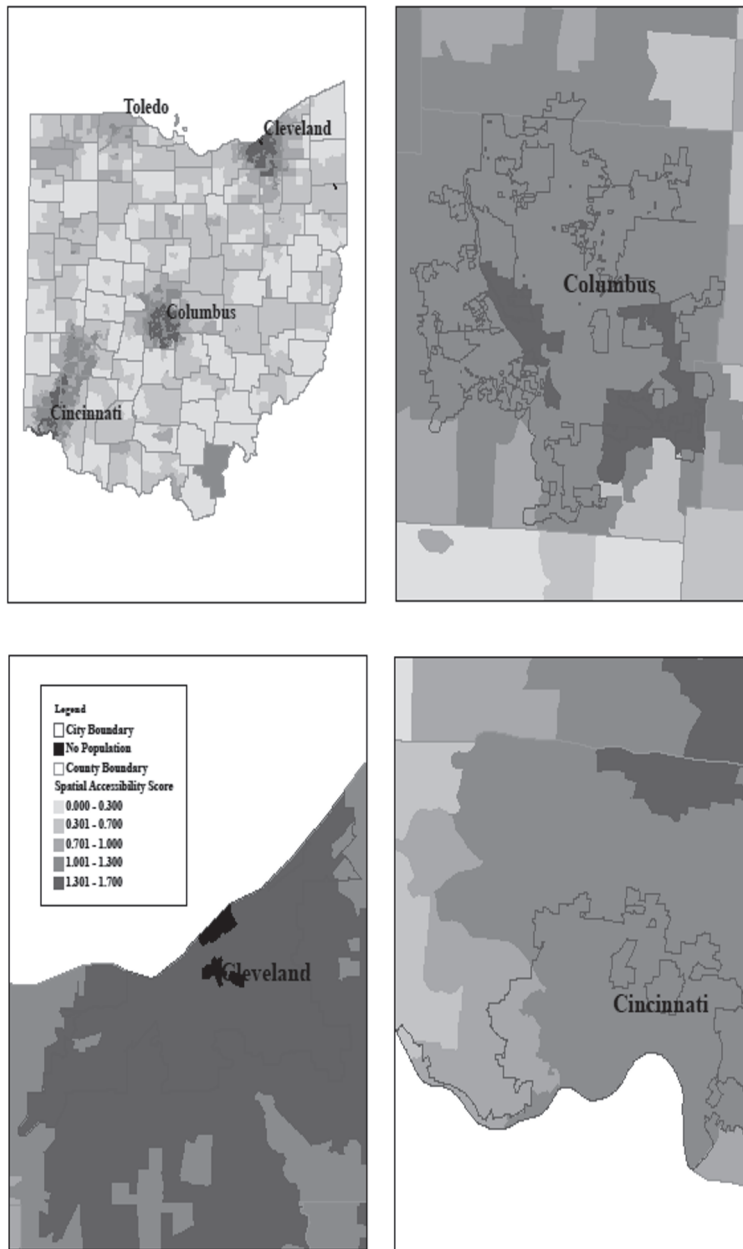 Toledo
Cleveland
Columbus
Cincinnati
Columbus
Legend
City Boundary
No Population
County Boundary
Spatial Accessibility Score
0.000 - 0.300
0.301 - 0.700
0.701 - 1.000
1.001 - 1.300
1.301 - 1.700
Cleveland
Cincinnati